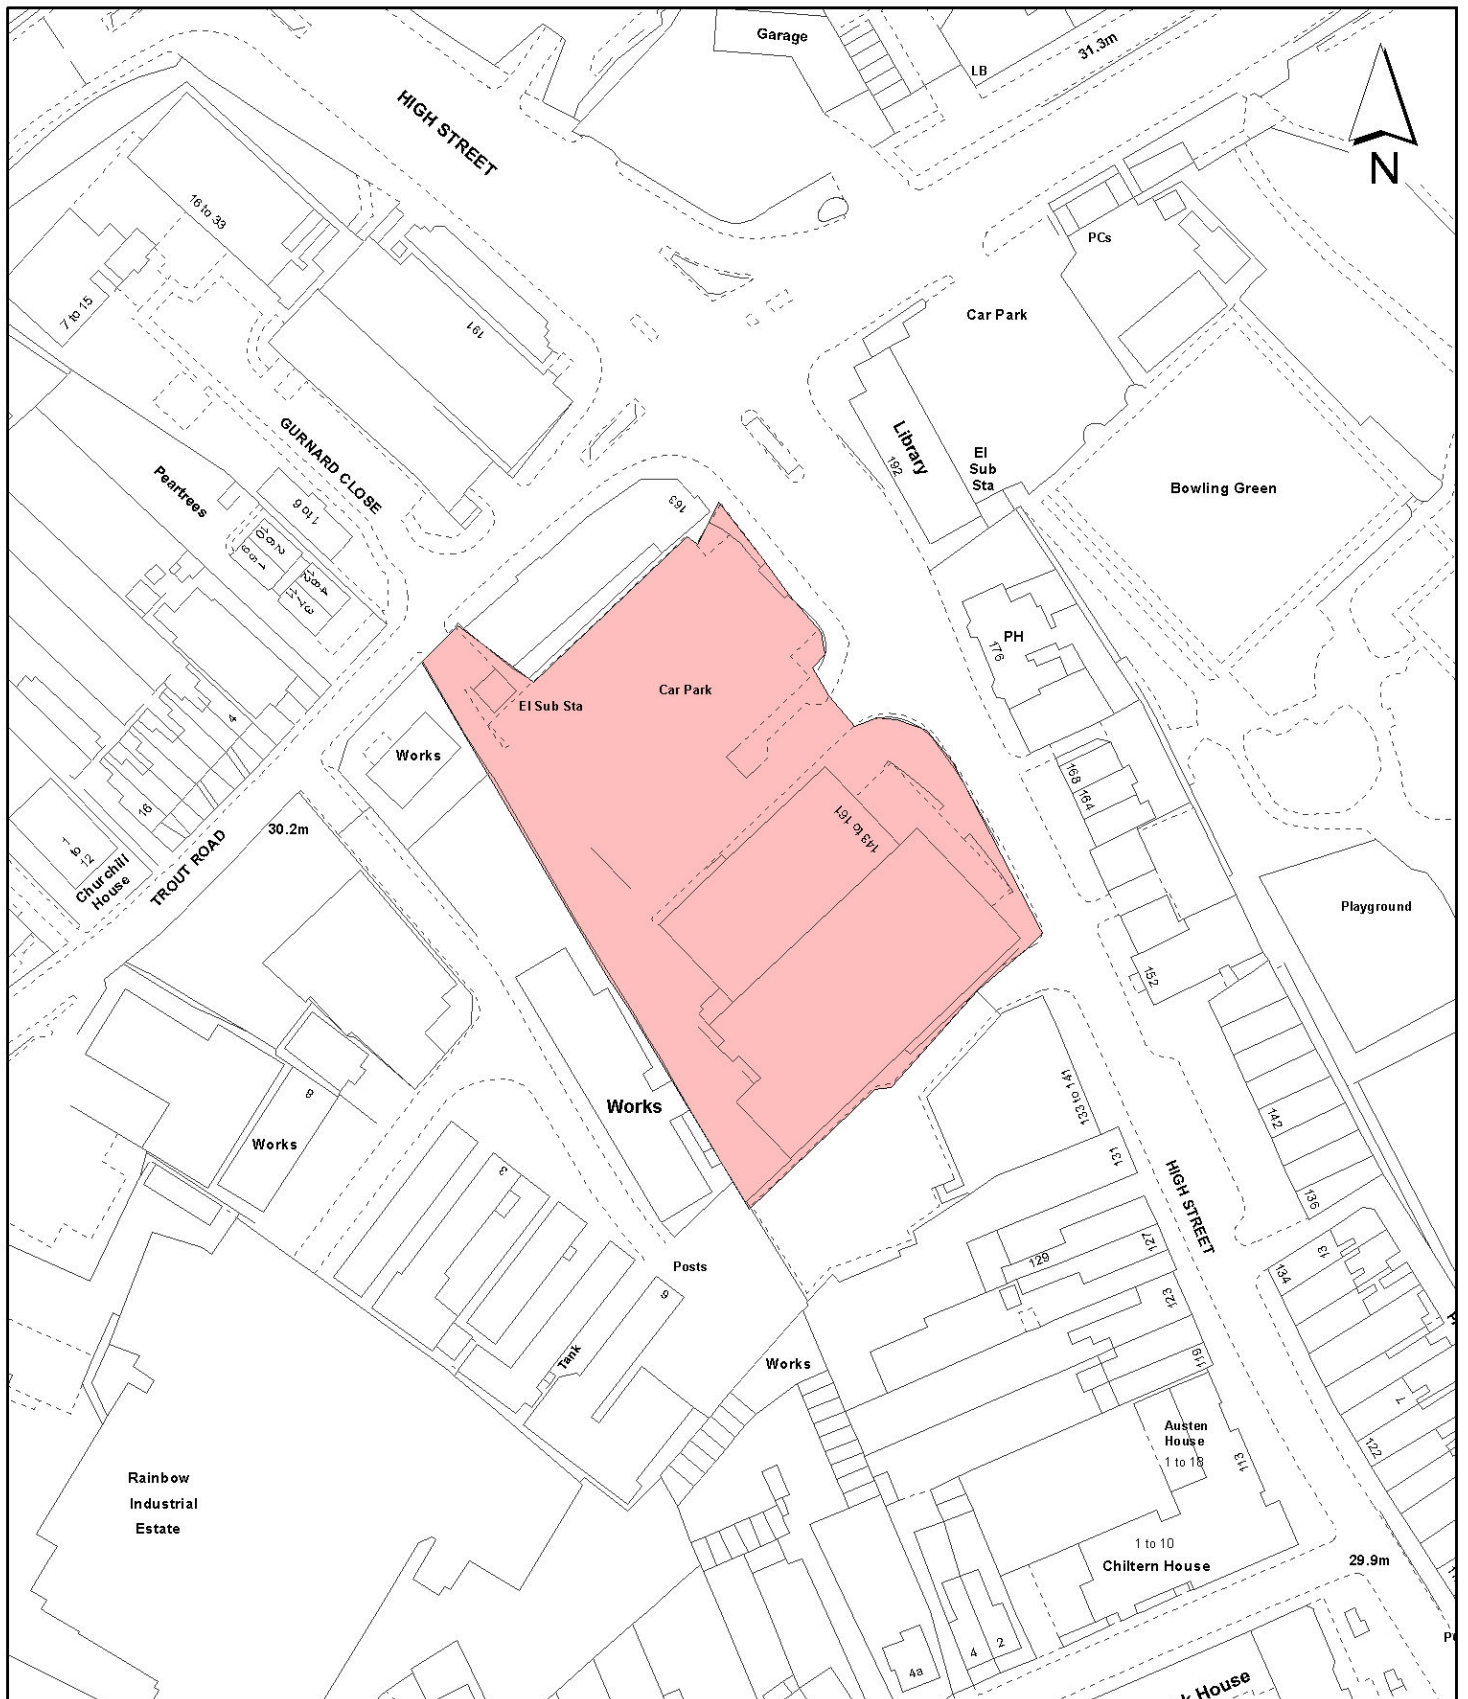 Garage
31.3m
LB
HIGH STREET
N
16 to 33
PCs
7 to 15
191
Car Park
GURNARD CLOSE
Library
192
El
Sub
Sta
Bowling Green
Peartrees
1 to 6
163
PH
176
Car Park
El Sub Sta
4
Works
168
164
16
30.2m
143 to 161
1
to
12
Churchill
House
TROUT ROAD
Playground
152
8
Works
Works
133 to 141
142
131
3
HIGH STREET
136
127
13
129
134
Posts
9
123
Tank
Works
119
7
Austen
House
1 to 18
113
122
Rainbow
Industrial
Estate
1 to 10
Chiltern House
29.9m
4
2
4a
House